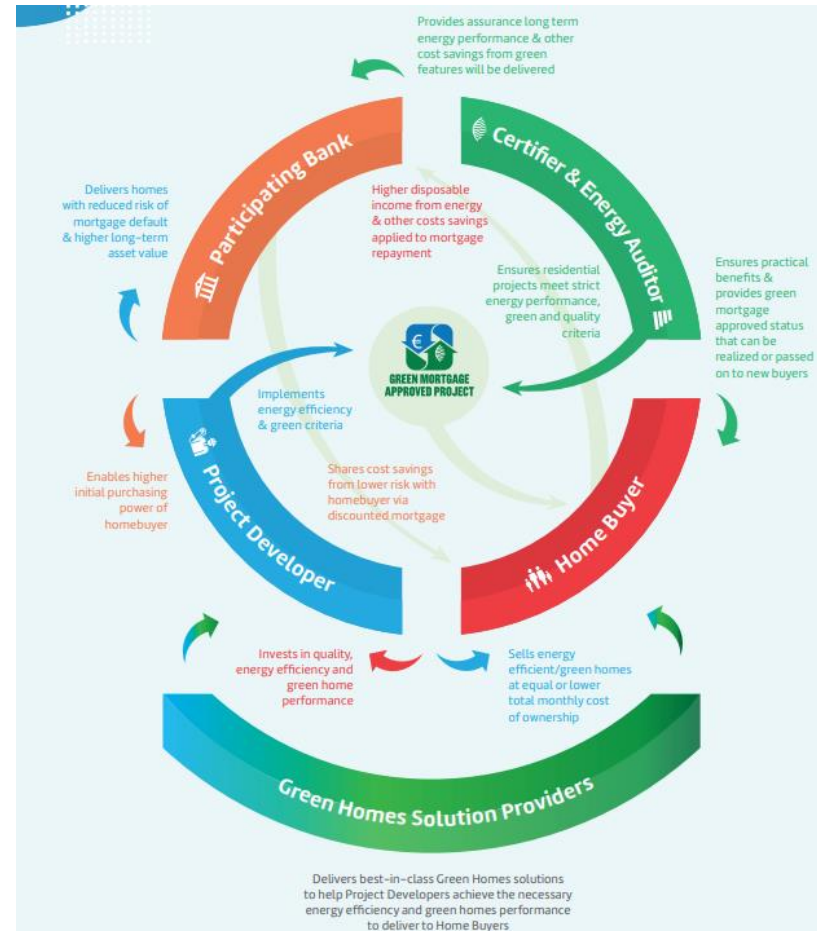 Provides assurance long term
energy performance & other
cost savings from green
features will be delivered
Participating Bank
Certifier & Energy Auditor
Delivers homes
with reduced risk of
mortgage default
& higher long-term
asset value
Higher disposable
income from energy
& other costs savings
applied to mortgage
repayment
Ensures residential
projects meet strict
energy performance,
green and quality
criteria
Ensures practical
benefits &
provides green
mortgage
approved status
that can be
realized or passed
on to new buyers
€
GREEN MORTGAGE
APPROVED PROJECT
Implements
energy efficiency
& green criteria
Enables higher
initial purchasing
power of
homebuyer
Project Developer
Shares cost savings
from lower risk with
homebuyer via
discounted mortgage
Home Buyer
Invests in quality,
energy efficiency and
green home
performance
Sells energy
efficient/green homes
at equal or lower
total monthly cost
of ownership
Green Homes Solution Providers
Delivers best-in-class Green Homes solutions
to help Project Developers achieve the necessary
energy efficiency and green homes performance
to deliver to Home Buyers